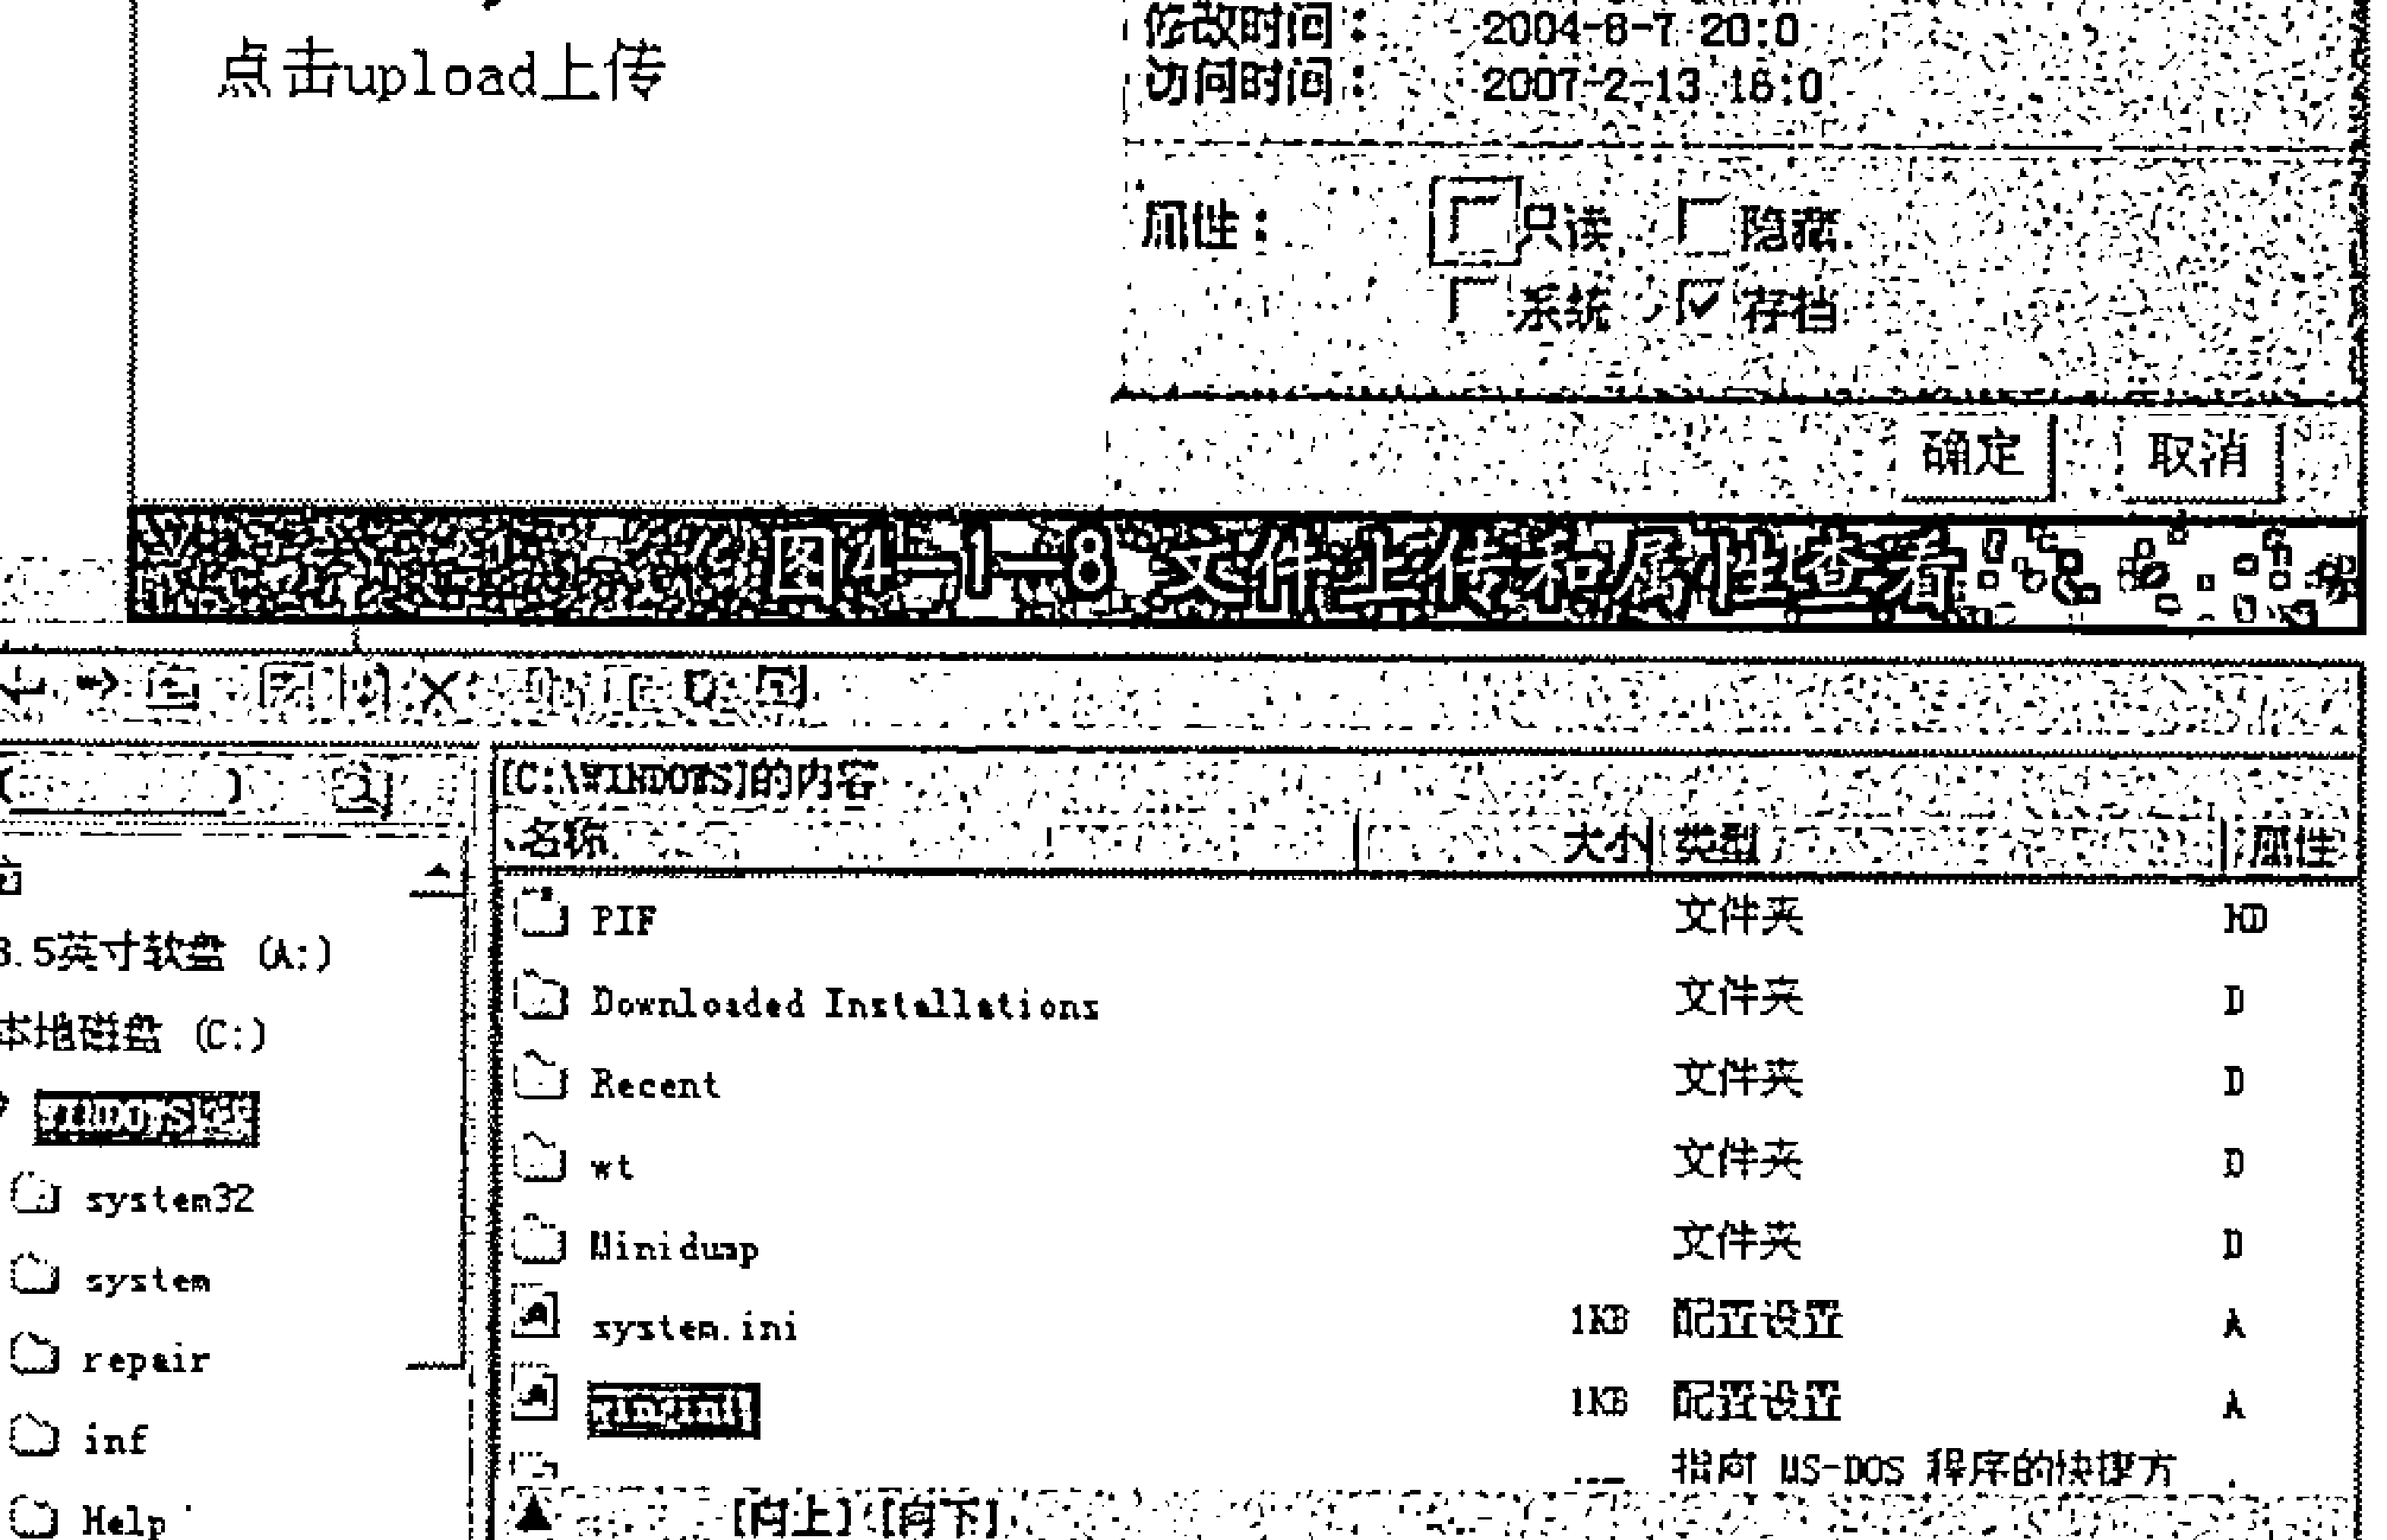 点击upload上传
修改时间： 2004-8-7 20:0
访问时间： 2007-2-13 16:0
属性： 只读 隐藏
系统 存档
确定 取消
图4—1—8 文件上传和属性查看
[C:\WINDOWS]的内容
名称 大小 类型 属性
3.5英寸软盘 (A:)
本地磁盘 (C:)
WINDOWS
system32
system
repair
inf
Help
PIF 文件夹 HD
Downloaded Installations 文件夹 D
Recent 文件夹 D
wt 文件夹 D
Minidump 文件夹 D
system.ini 1KB 配置设置 A
win.ini 1KB 配置设置 A
指向 MS-DOS 程序的快捷方
[向上] [向下]